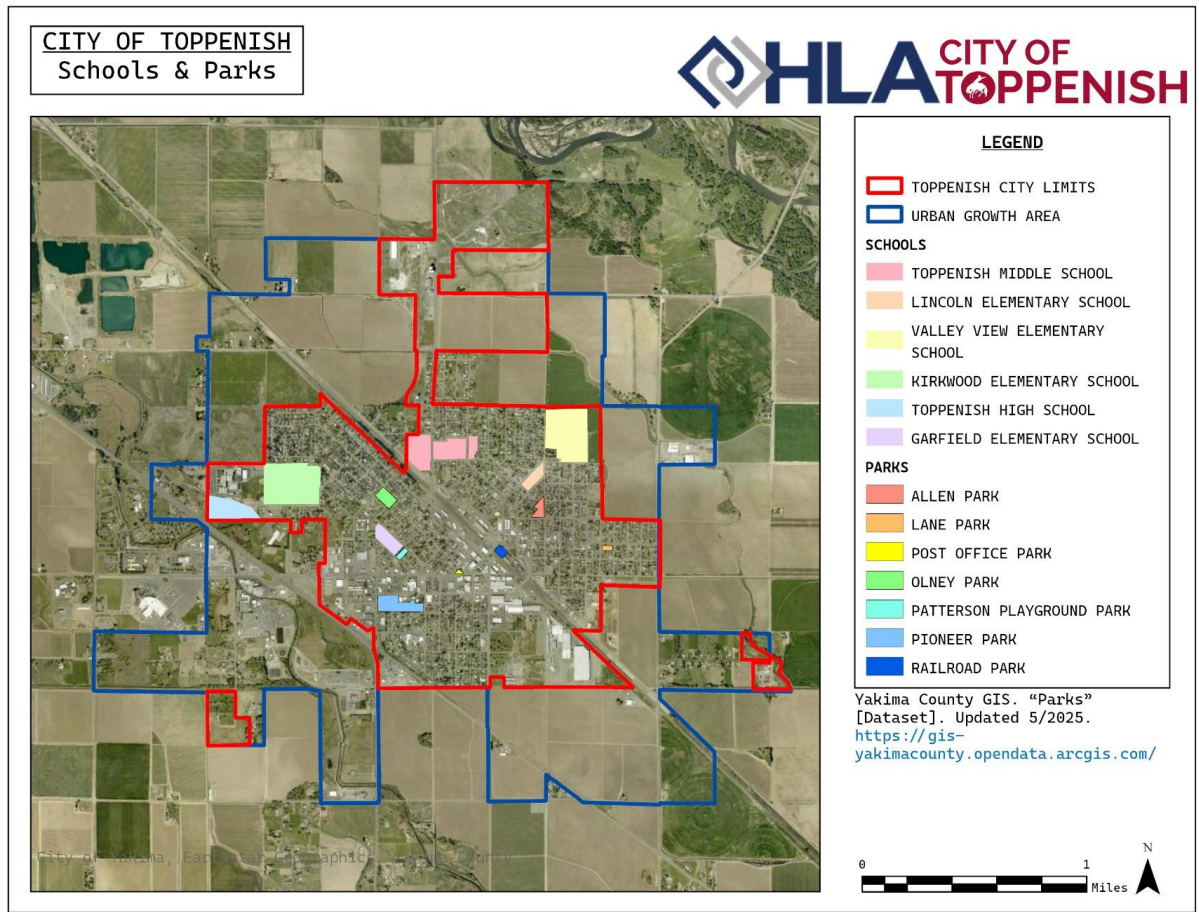 CITY OF TOPPENISH
Schools & Parks
HLA
CITY OF
TOPPENISH
LEGEND
TOPPENISH CITY LIMITS
URBAN GROWTH AREA
SCHOOLS
TOPPENISH MIDDLE SCHOOL
LINCOLN ELEMENTARY SCHOOL
VALLEY VIEW ELEMENTARY
SCHOOL
KIRKWOOD ELEMENTARY SCHOOL
TOPPENISH HIGH SCHOOL
GARFIELD ELEMENTARY SCHOOL
PARKS
ALLEN PARK
LANE PARK
POST OFFICE PARK
OLNEY PARK
PATTERSON PLAYGROUND PARK
PIONEER PARK
RAILROAD PARK
Yakima County GIS. “Parks”
[Dataset]. Updated 5/2025.
https://gis-
yakimacounty.opendata.arcgis.com/
City of Yakima, Earthstar Geographics, County
N
0 1
Miles